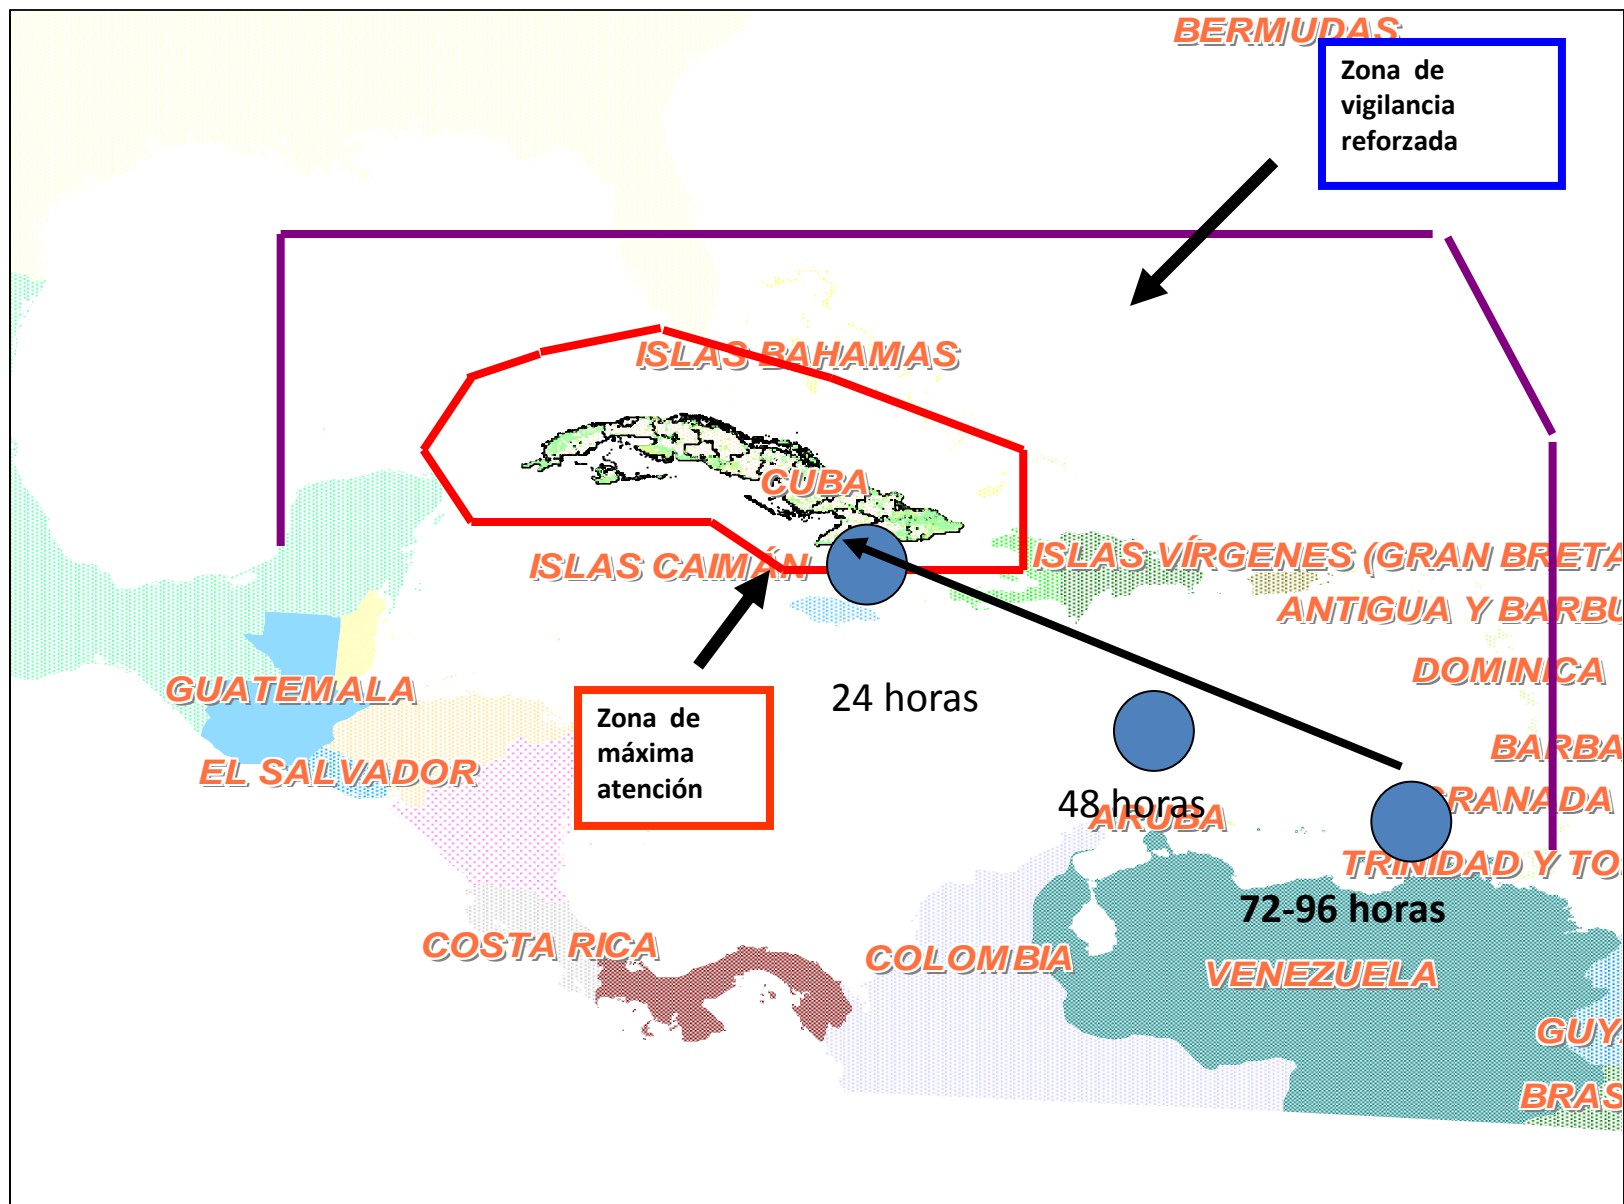 BERMUDAS
Zona de
vigilancia
reforzada
ISLAS BAHAMAS
CUBA
ISLAS CAIMÁN
ISLAS VÍRGENES (GRAN BRETA
ANTIGUA Y BARBU
DOMINICA
GUATEMALA
24 horas
Zona de
máxima
atención
BARBA
EL SALVADOR
48 horas
GRANADA
ARUBA
TRINIDAD Y TO
72-96 horas
COSTA RICA
COLOMBIA
VENEZUELA
GUY
BRAS